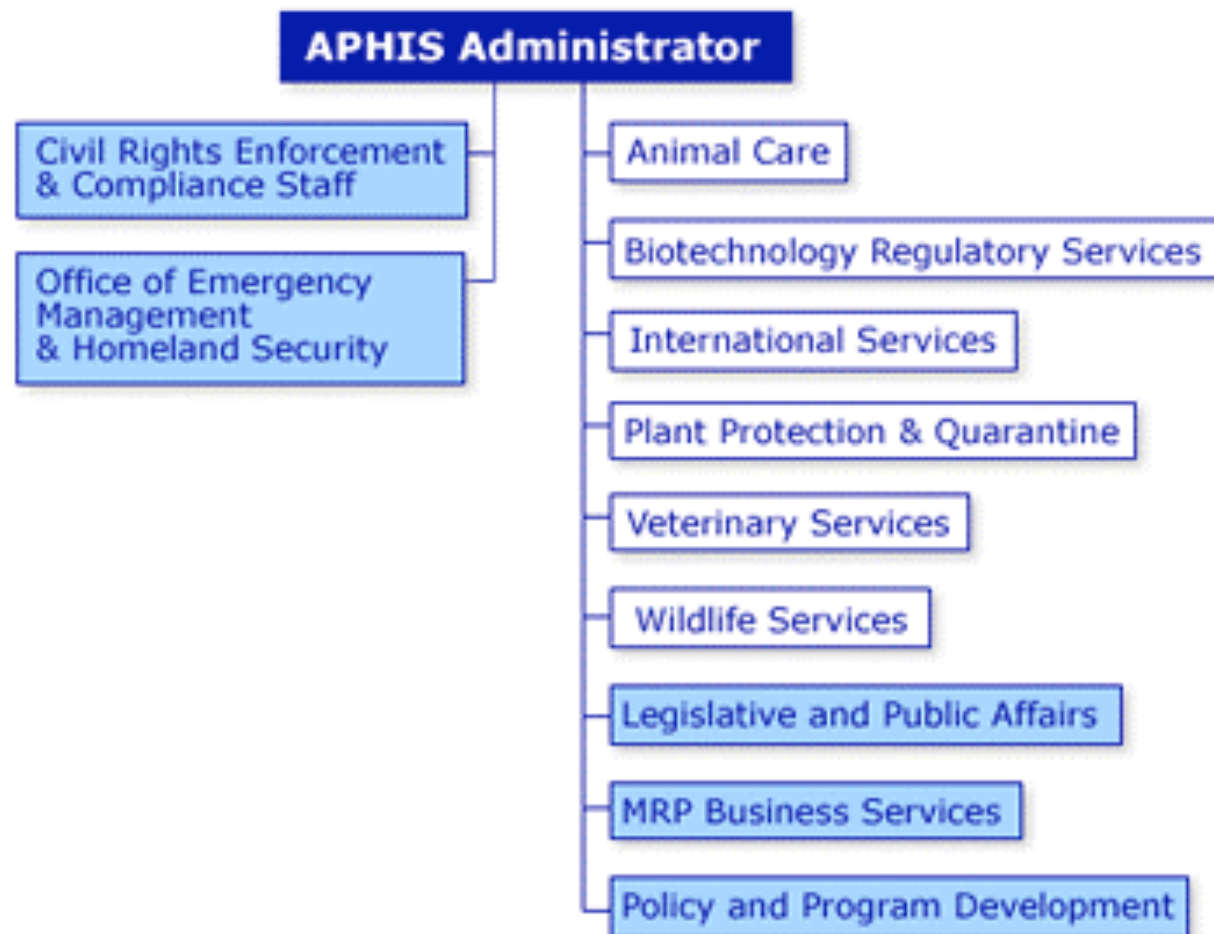 APHIS Administrator
Civil Rights Enforcement
& Compliance Staff
Office of Emergency
Management
& Homeland Security
Animal Care
Biotechnology Regulatory Services
International Services
Plant Protection & Quarantine
Veterinary Services
Wildlife Services
Legislative and Public Affairs
MRP Business Services
Policy and Program Development